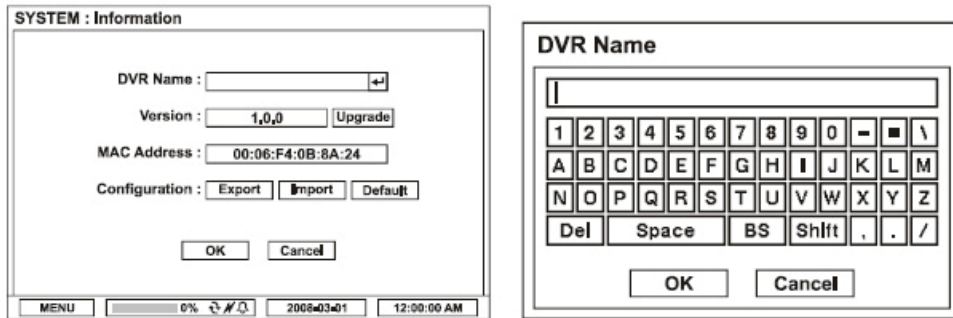 SYSTEM : Information
DVR Name :
Version : 1,0,0 Upgrade
MAC Address : 00:06:F4:0B:8A:24
Configuration : Export Import Default
OK Cancel
MENU 0% 2008-03-01 12:00:00 AM
DVR Name
1 2 3 4 5 6 7 8 9 0 - = \
A B C D E F G H I J K L M
N O P Q R S T U V W X Y Z
Del Space BS Shift , . /
OK Cancel